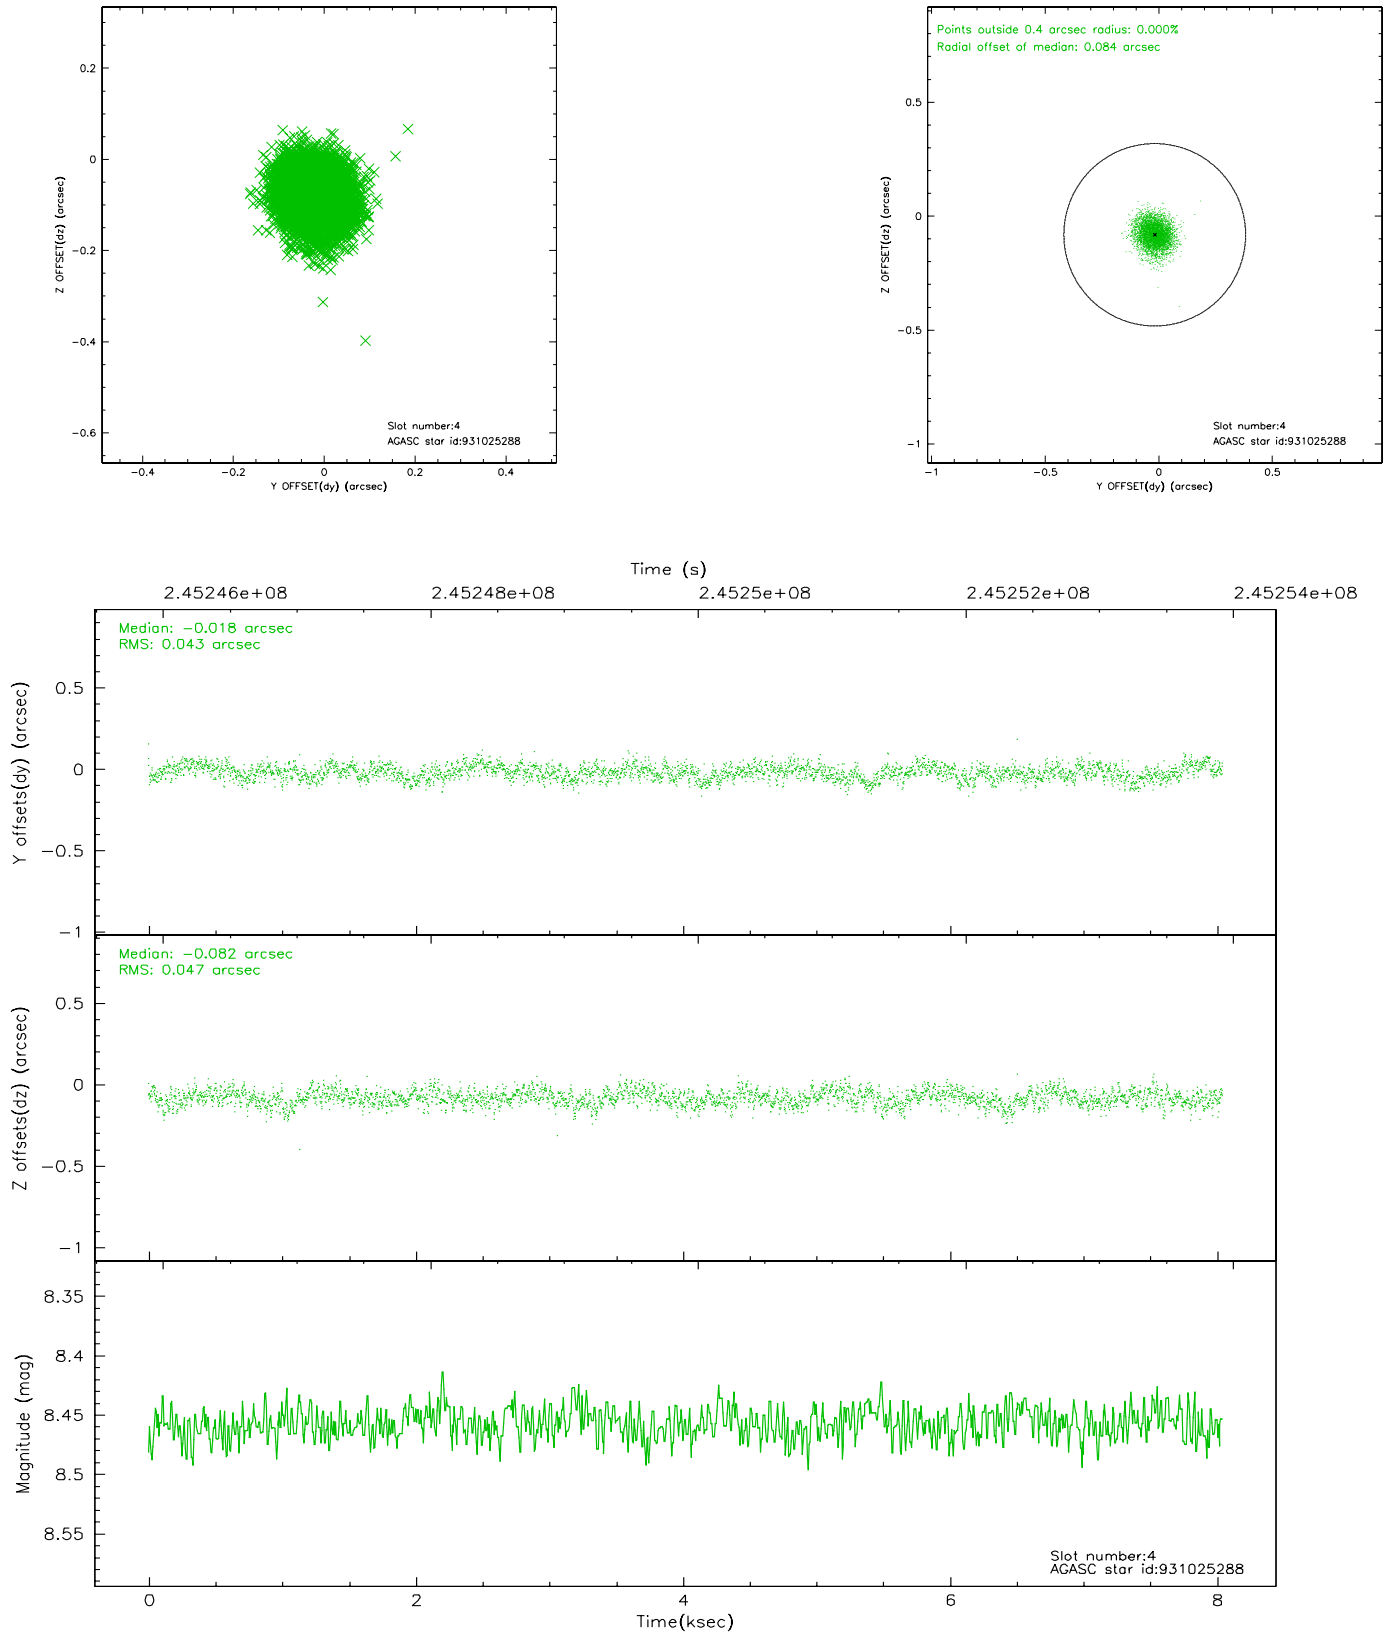 0.2
0
−0.2
−0.4
−0.6
Z OFFSET(dz) (arcsec)
Slot number:4
AGASC star id:931025288
−0.4 −0.2 0 0.2 0.4
Y OFFSET(dy) (arcsec)
Points outside 0.4 arcsec radius: 0.000%
Radial offset of median: 0.084 arcsec
0.5
0
−0.5
−1
Z OFFSET(dz) (arcsec)
Slot number:4
AGASC star id:931025288
−1 −0.5 0 0.5
Y OFFSET(dy) (arcsec)
Time (s)
2.45246e+08 2.45248e+08 2.4525e+08 2.45252e+08 2.45254e+08
Median: −0.018 arcsec
RMS: 0.043 arcsec
0.5
0
−0.5
−1
Y offsets(dy) (arcsec)
Median: −0.082 arcsec
RMS: 0.047 arcsec
0.5
0
−0.5
−1
Z offsets(dz) (arcsec)
8.35
8.4
8.45
8.5
8.55
Magnitude (mag)
Slot number:4
AGASC star id:931025288
0 2 4 6 8
Time(ksec)